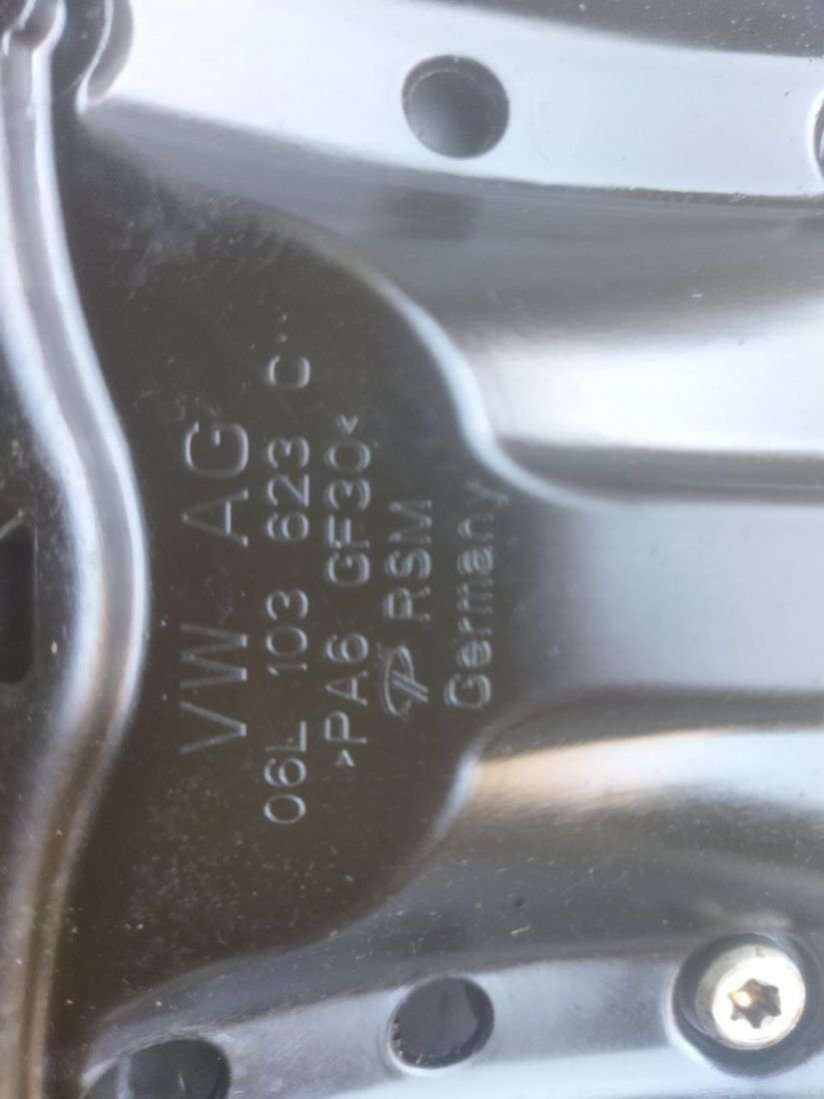 VW AG
06L 103 623 C
>PA6 GF30<
RSM
Germany